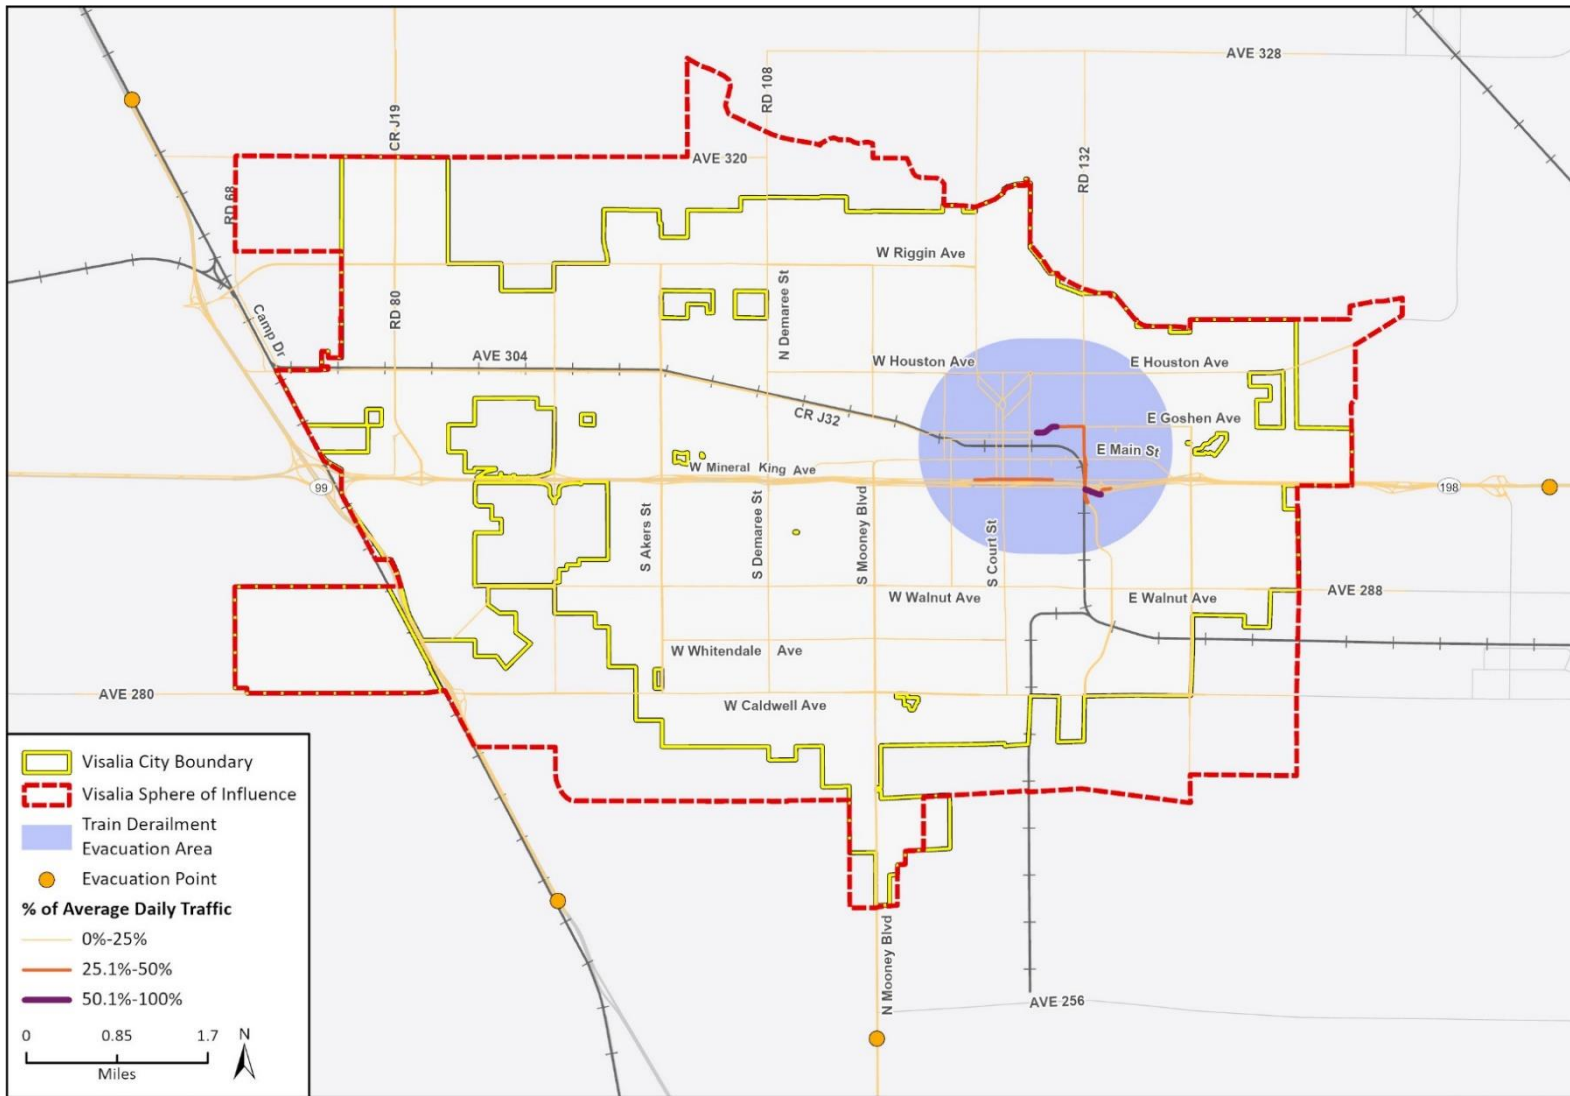 AVE 328
RD 108
CR J19
AVE 320
RD 132
RD 68
W Riggin Ave
N Demaree St
RD 80
Camp Dr
AVE 304
W Houston Ave
E Houston Ave
CR J32
E Goshen Ave
E Main St
W Mineral King Ave
99
198
S Akers St
S Demaree St
S Mooney Blvd
S Court St
W Walnut Ave
E Walnut Ave
AVE 288
W Whitendale Ave
AVE 280
W Caldwell Ave
N Mooney Blvd
AVE 256
Visalia City Boundary
Visalia Sphere of Influence
Train Derailment
Evacuation Area
Evacuation Point
% of Average Daily Traffic
0%-25%
25.1%-50%
50.1%-100%
0 0.85 1.7
Miles
N